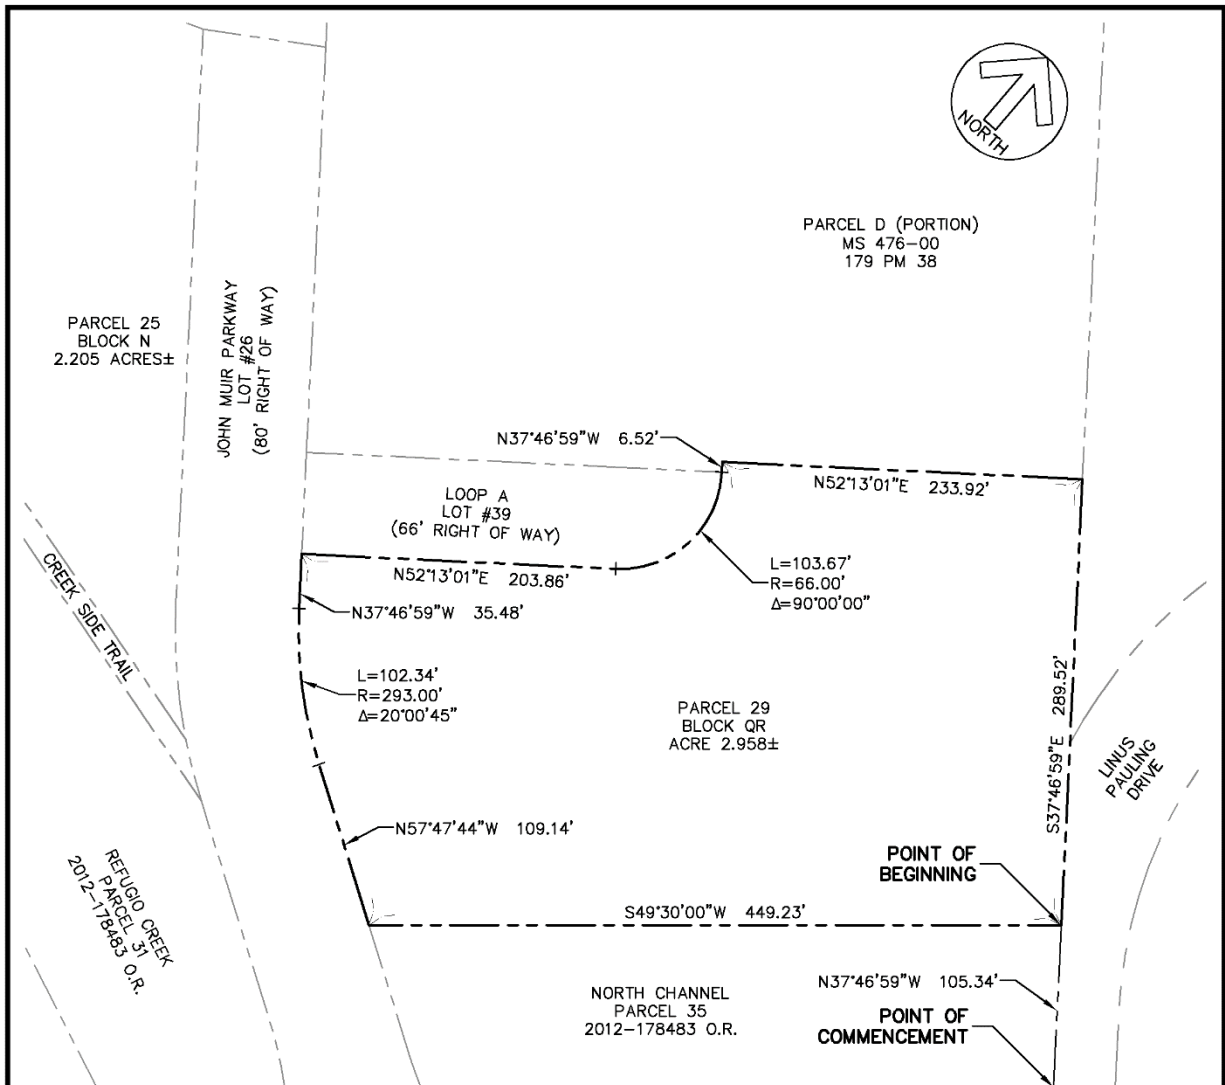 NORTH
PARCEL D (PORTION)
MS 476-00
179 PM 38
PARCEL 25
BLOCK N
2.205 ACRES±
JOHN MUIR PARKWAY
LOT #26
(80' RIGHT OF WAY)
N37°46'59"W 6.52'
N52°13'01"E 233.92'
LOOP A
LOT #39
(66' RIGHT OF WAY)
N52°13'01"E 203.86'
L=103.67'
R=66.00'
Δ=90°00'00"
N37°46'59"W 35.48'
CREEK SIDE TRAIL
L=102.34'
R=293.00'
Δ=20°00'45"
PARCEL 29
BLOCK QR
ACRE 2.958±
S37°46'59"E 289.52'
LINUS
PAULING
DRIVE
N57°47'44"W 109.14'
POINT OF
BEGINNING
REFUGIO CREEK
PARCEL 31
2012-178483 O.R.
S49°30'00"W 449.23'
N37°46'59"W 105.34'
NORTH CHANNEL
PARCEL 35
2012-178483 O.R.
POINT OF
COMMENCEMENT